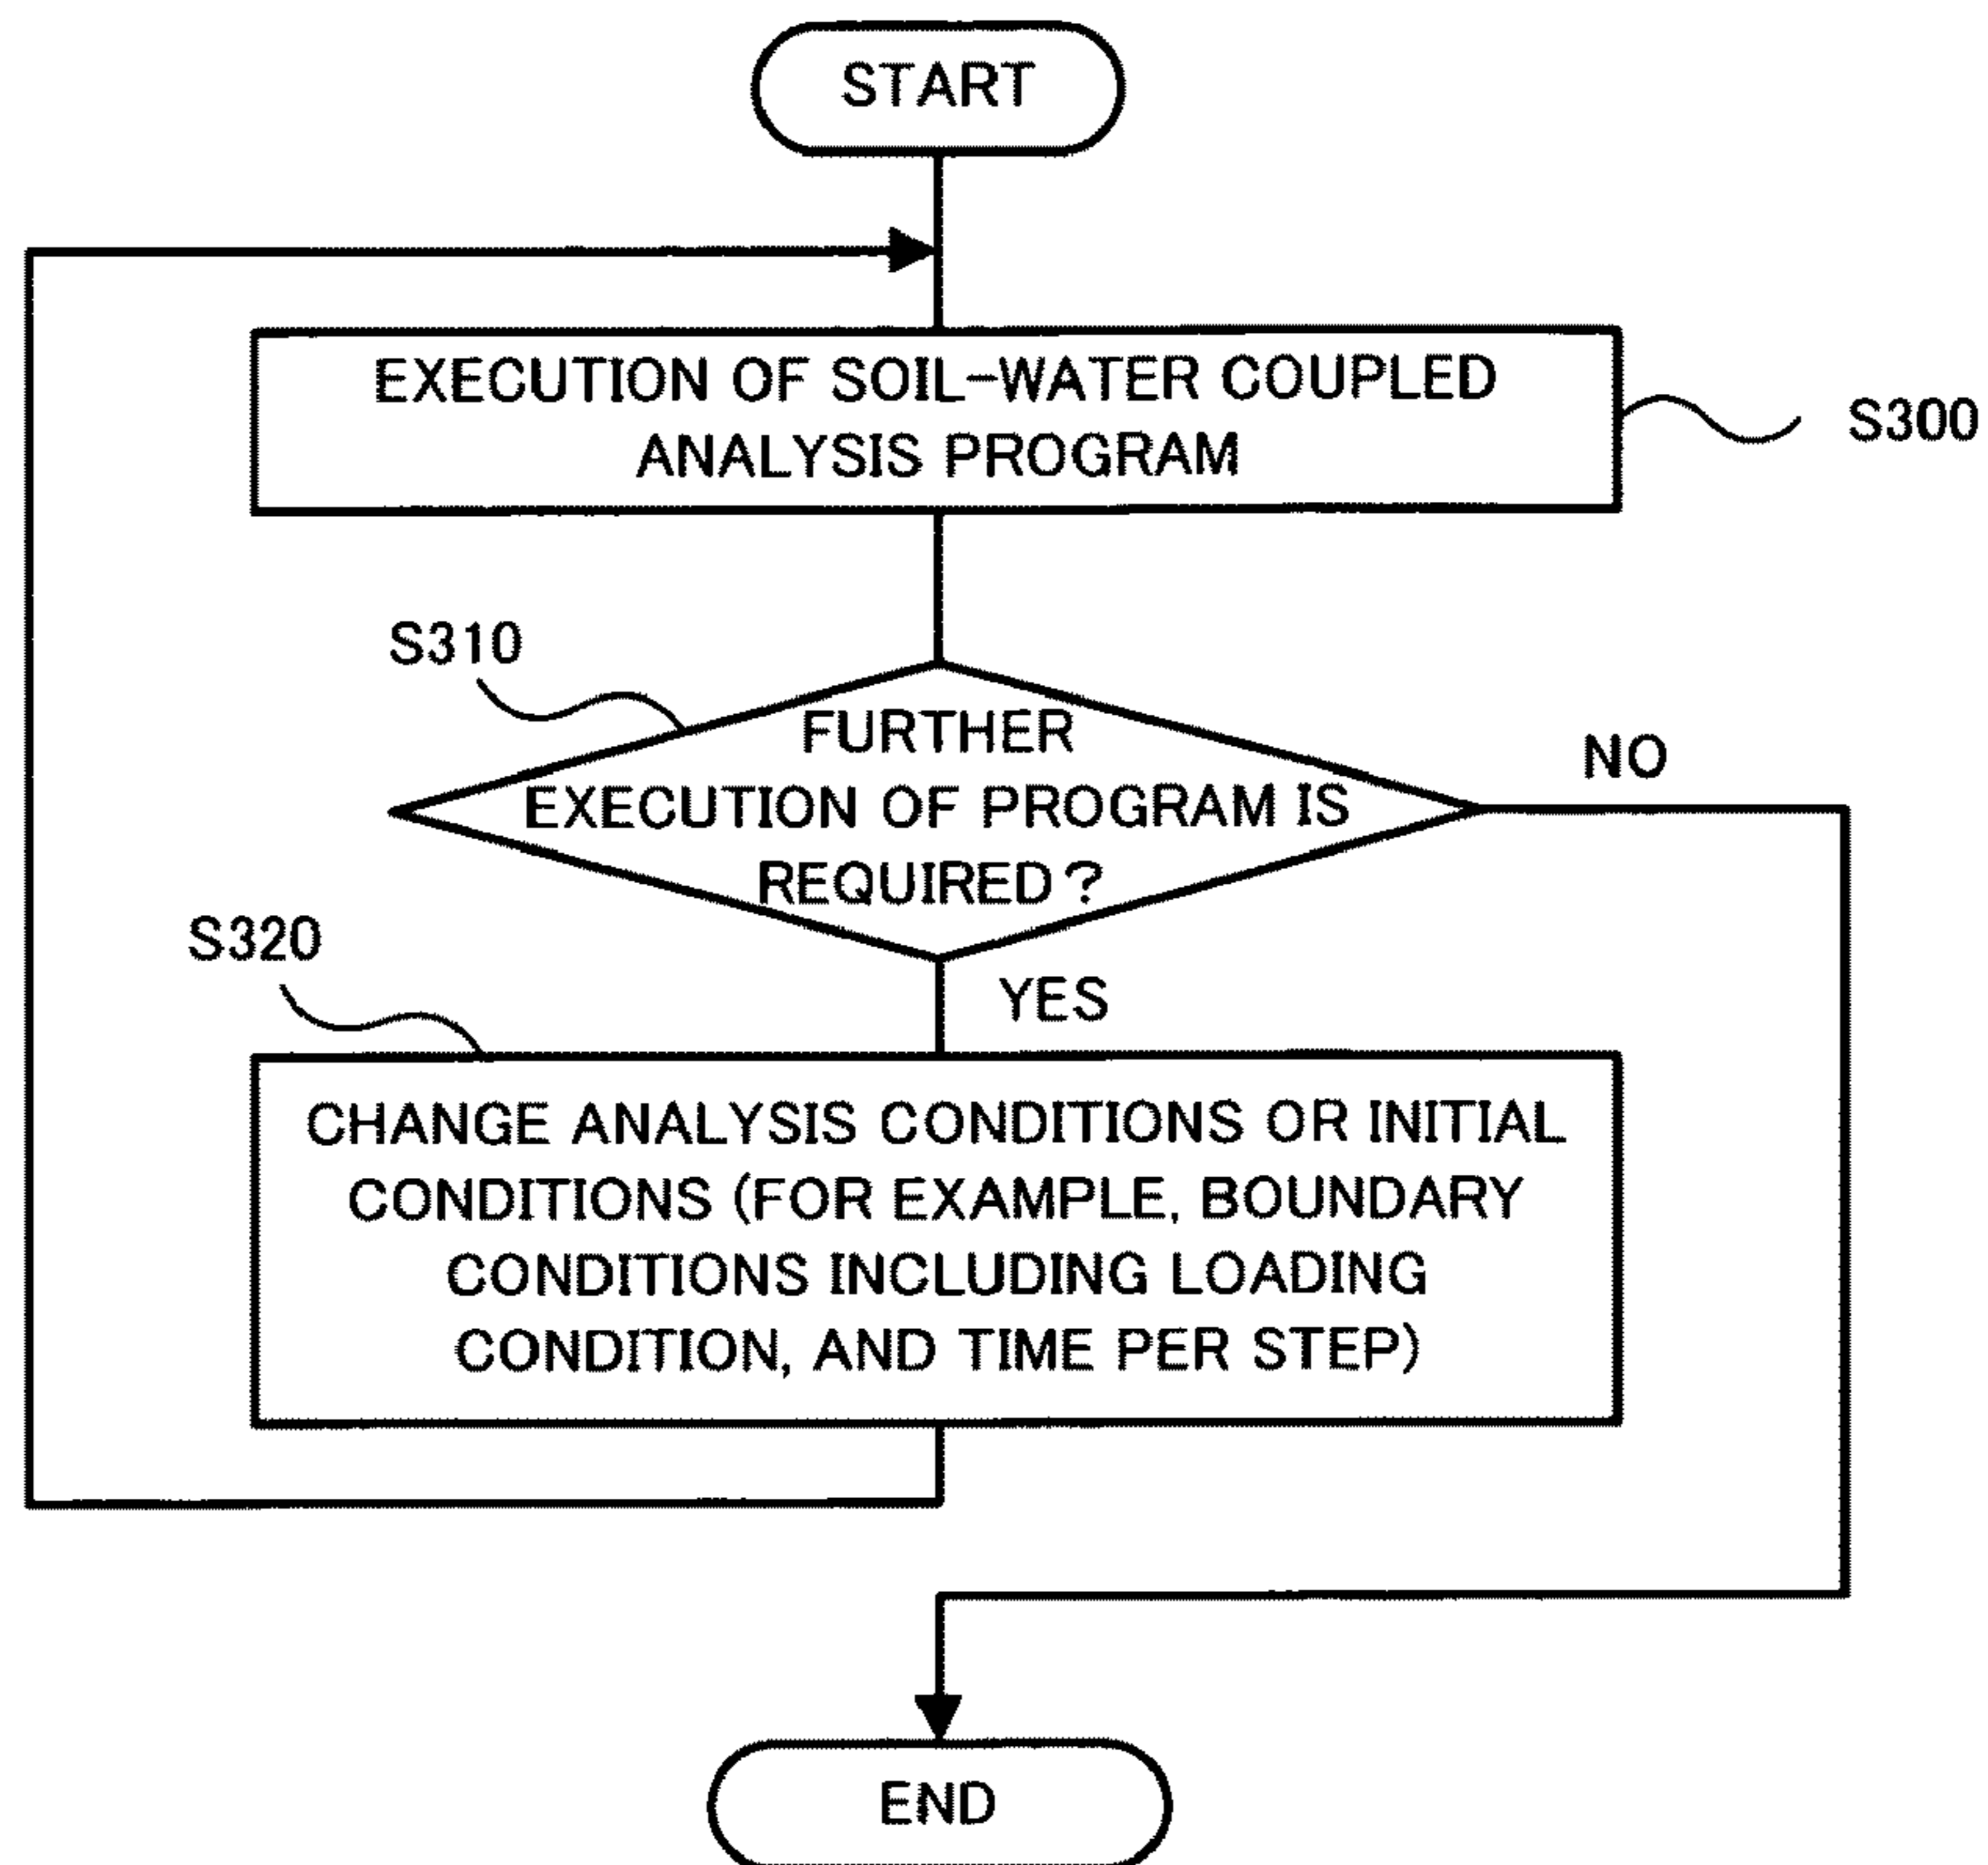 START
EXECUTION OF SOIL-WATER COUPLED
ANALYSIS PROGRAM
S300
S310
FURTHER
EXECUTION OF PROGRAM IS
REQUIRED?
NO
S320
YES
CHANGE ANALYSIS CONDITIONS OR INITIAL
CONDITIONS (FOR EXAMPLE, BOUNDARY
CONDITIONS INCLUDING LOADING
CONDITION, AND TIME PER STEP)
END